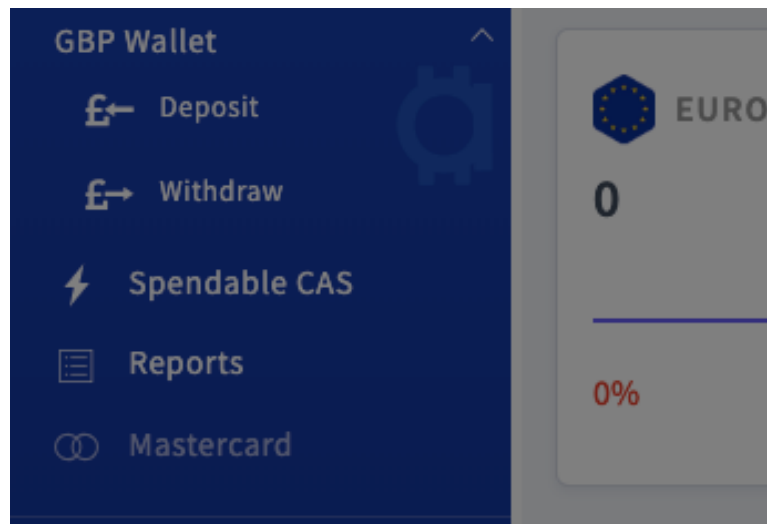 GBP Wallet
Deposit
Withdraw
Spendable CAS
Reports
Mastercard
EURO
0
0%